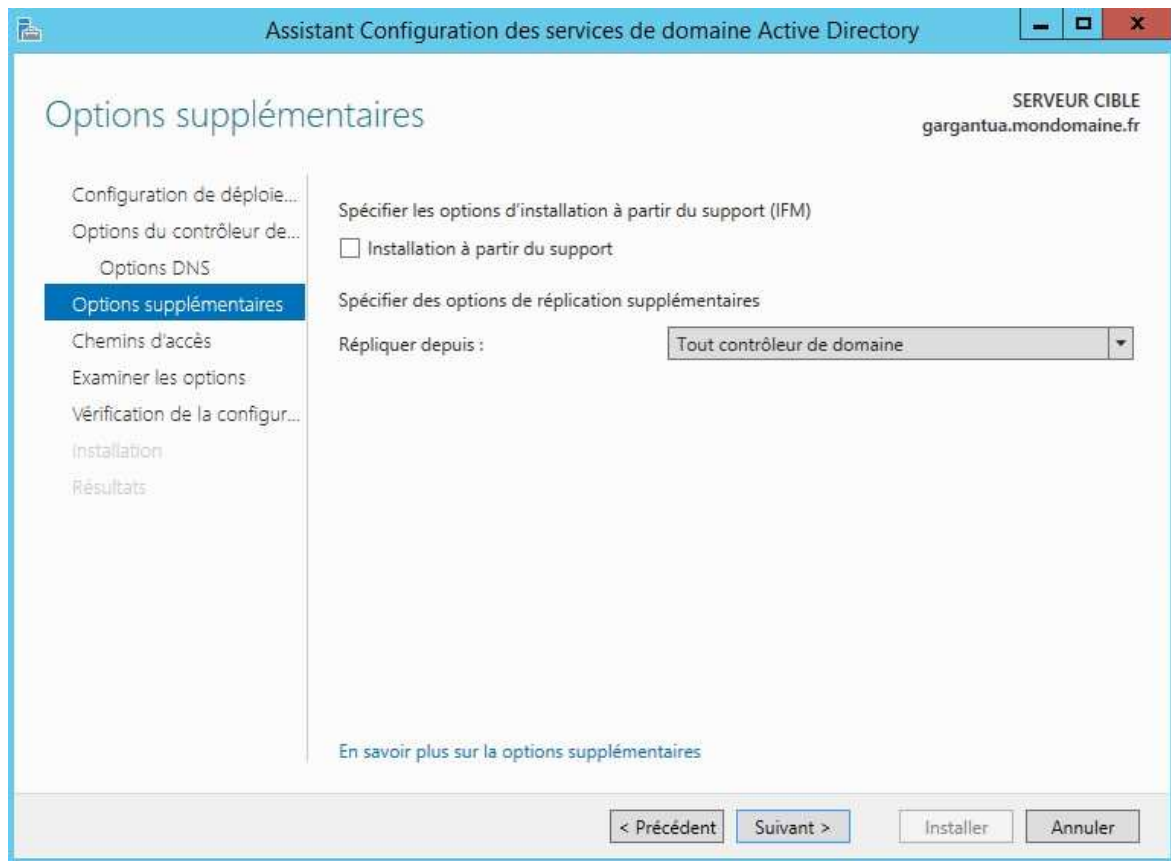 Assistant Configuration des services de domaine Active Directory
Options supplémentaires
SERVEUR CIBLE
gargantua.mondomaine.fr
Configuration de déploie...
Options du contrôleur de...
Options DNS
Options supplémentaires
Chemins d'accès
Examiner les options
Vérification de la configur...
Installation
Résultats
Spécifier les options d'installation à partir du support (IFM)
Installation à partir du support
Spécifier des options de réplication supplémentaires
Répliquer depuis :
Tout contrôleur de domaine
En savoir plus sur la options supplémentaires
< Précédent
Suivant >
Installer
Annuler